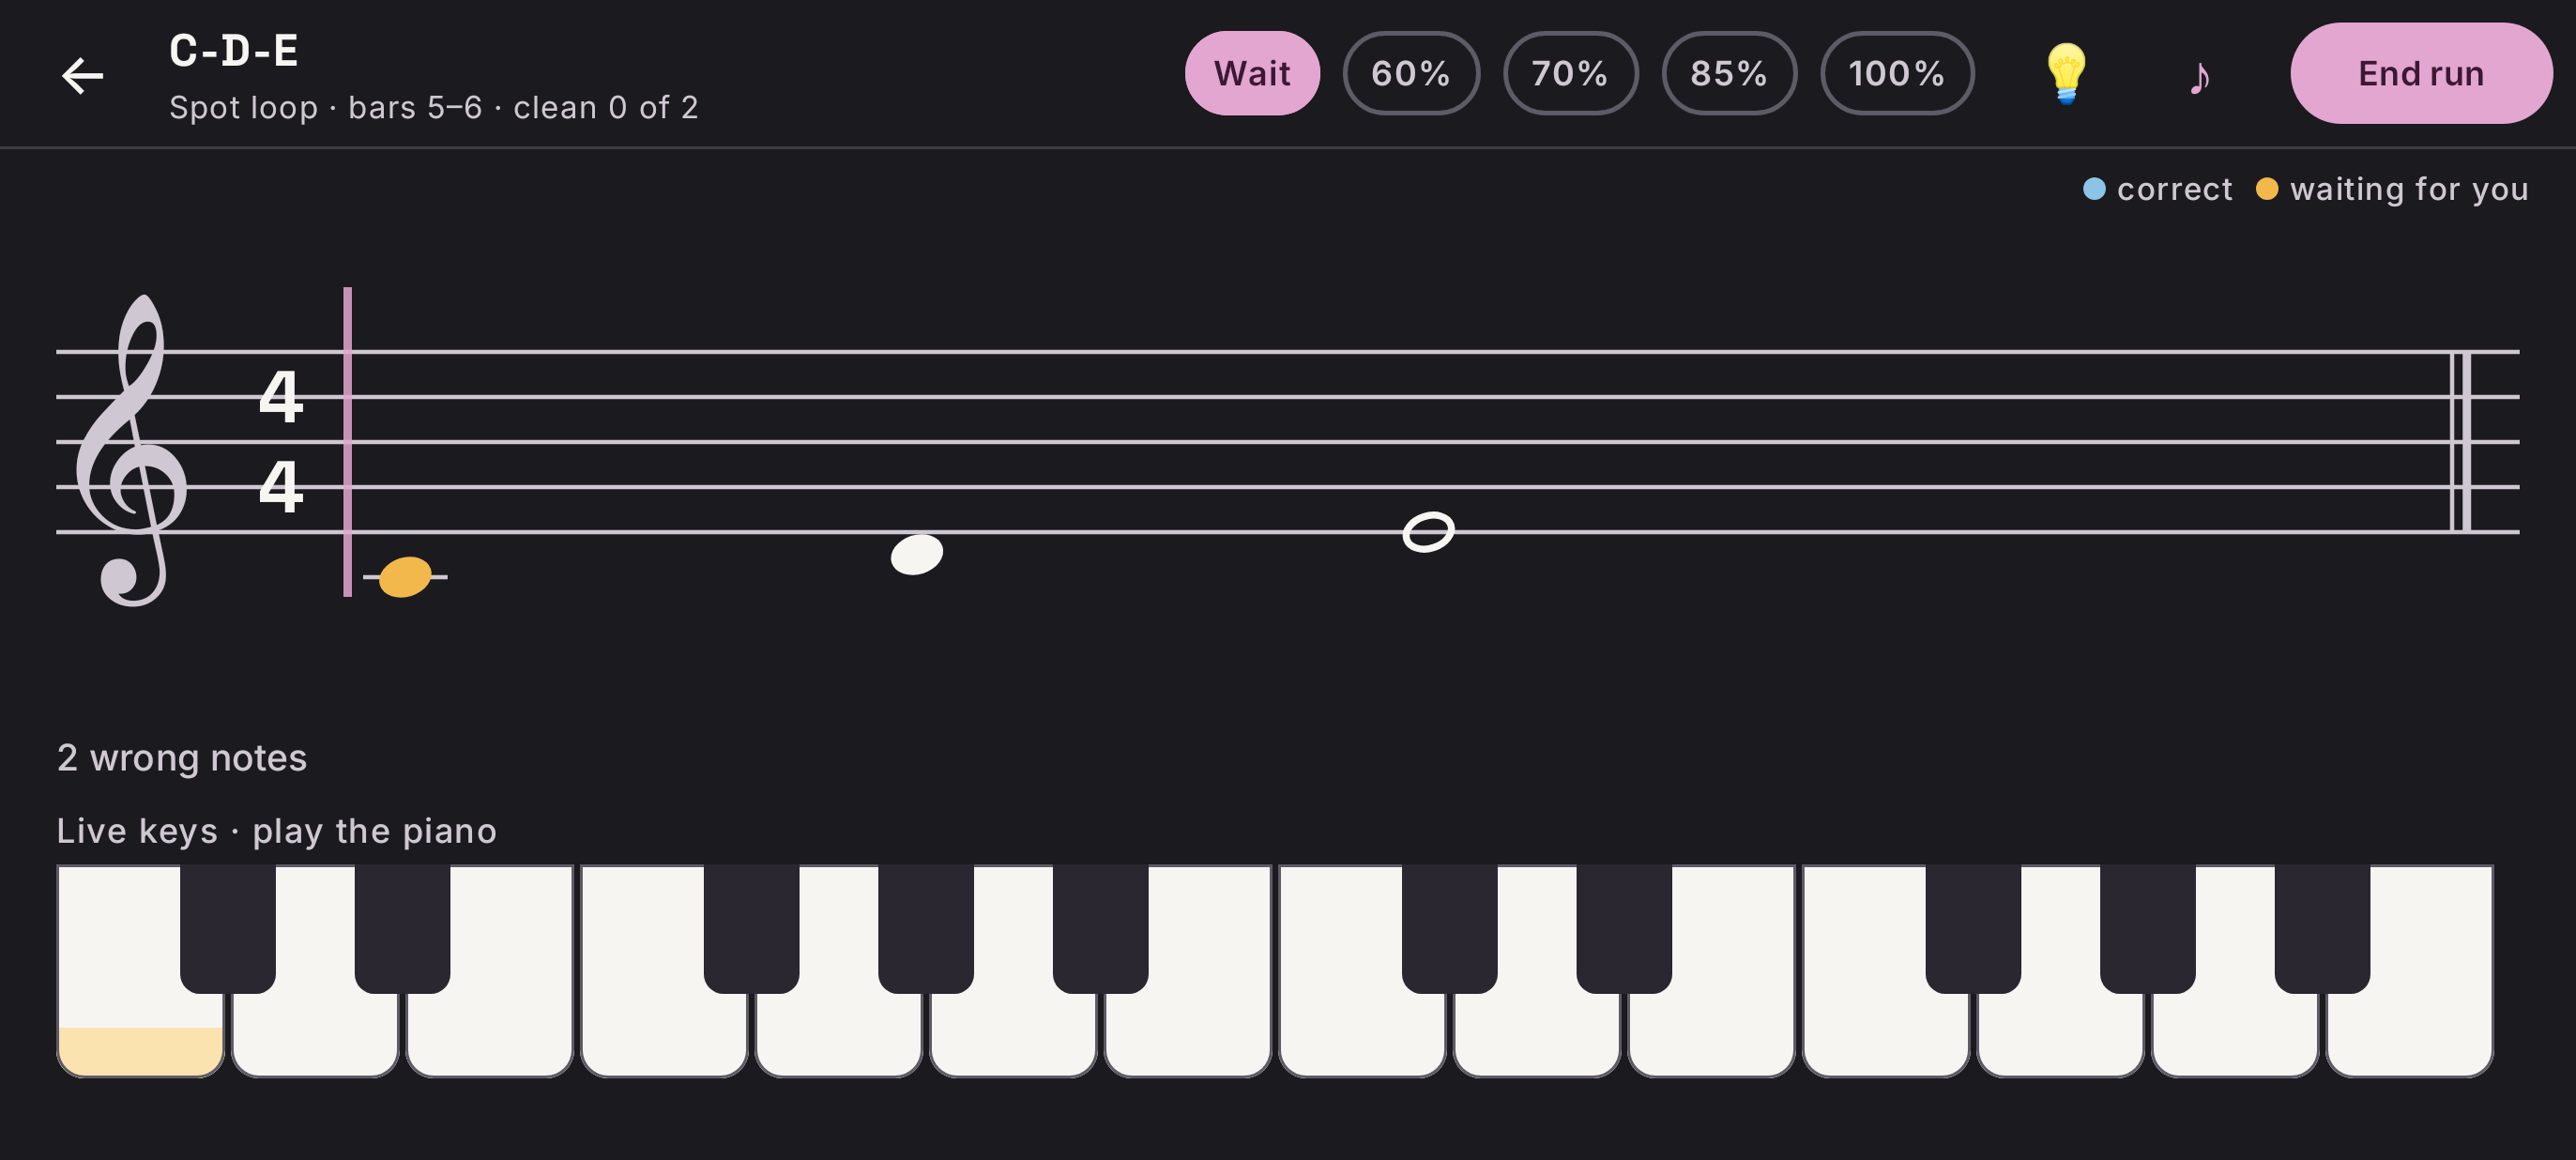 C-D-E
Spot loop · bars 5–6 · clean 0 of 2
Wait
60%
70%
85%
100%
End run
correct
waiting for you
4
4
2 wrong notes
Live keys · play the piano